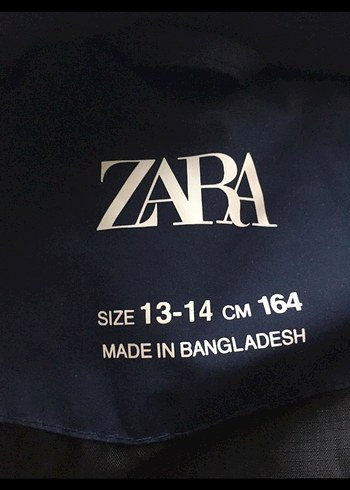 ZARA
SIZE 13-14 CM 164
MADE IN BANGLADESH